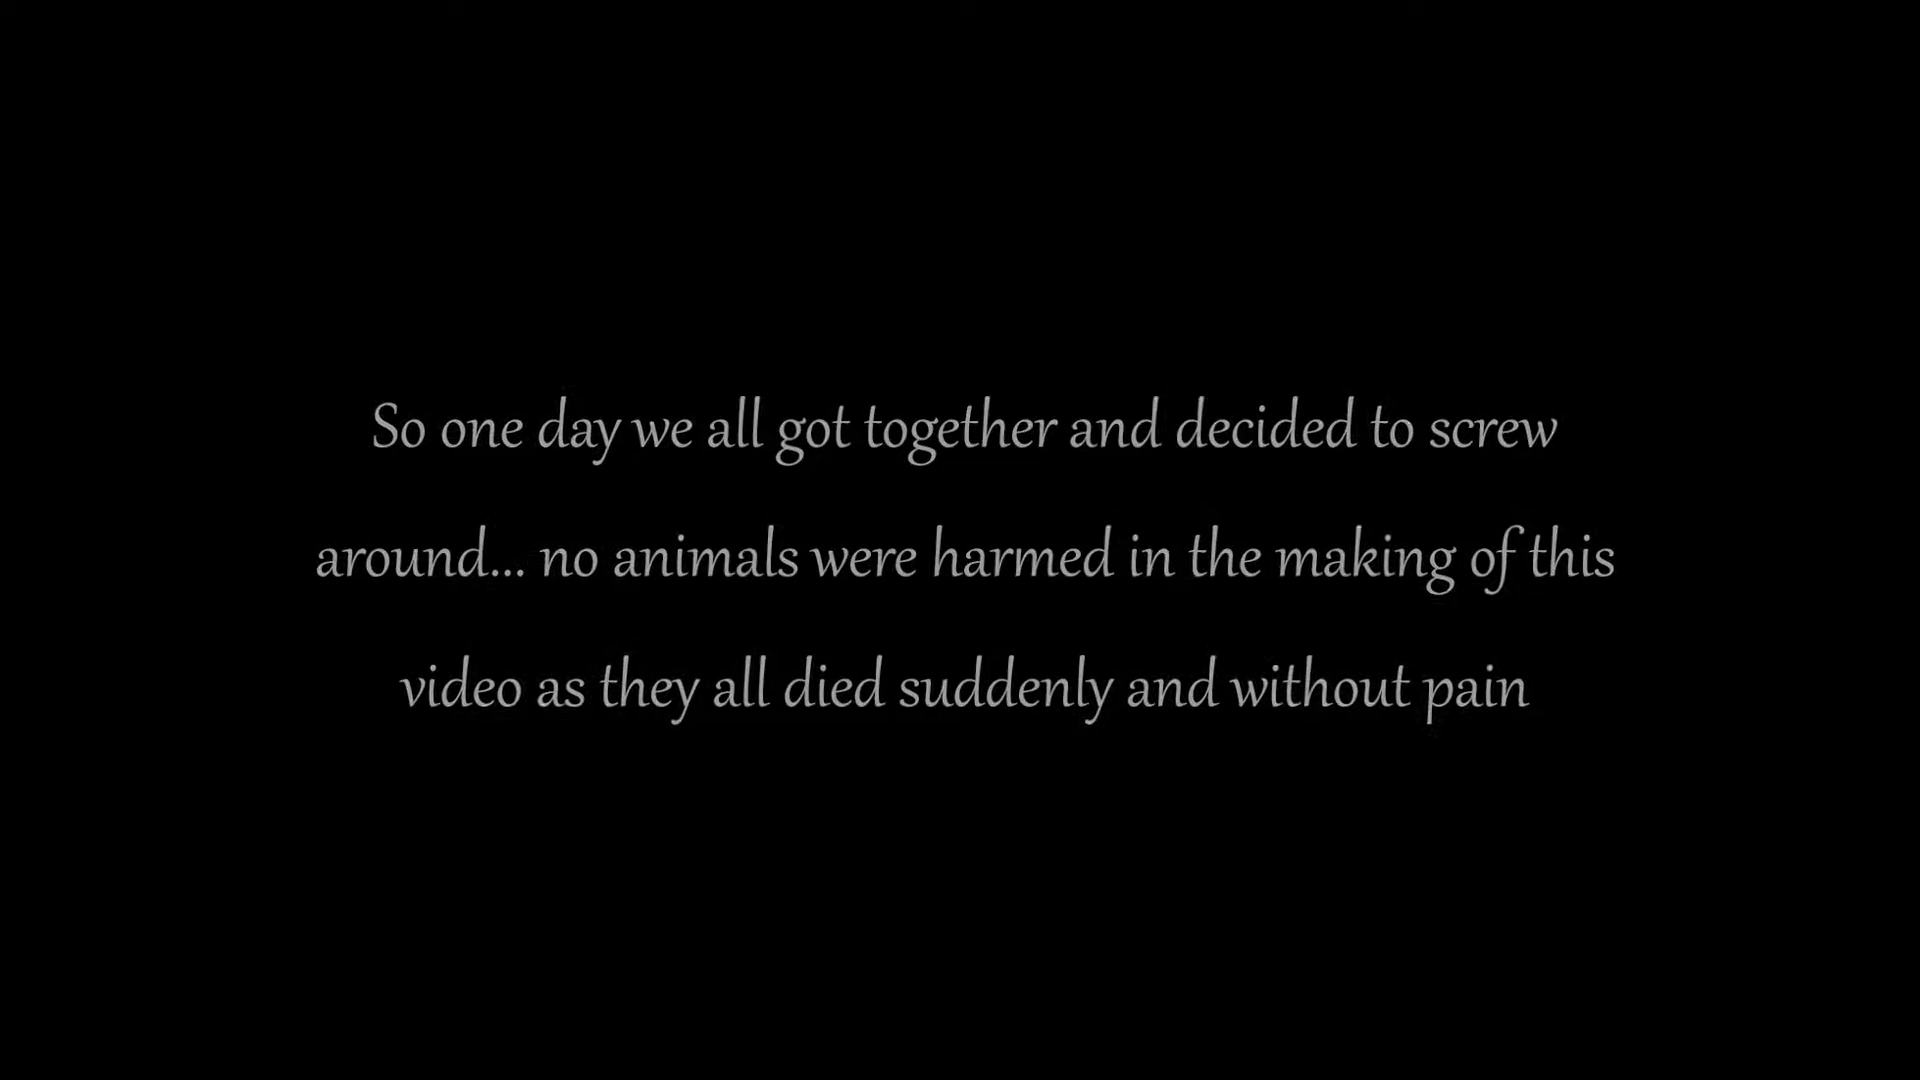 So one day we all got together and decided to screw
around... no animals were harmed in the making of this
video as they all died suddenly and without pain